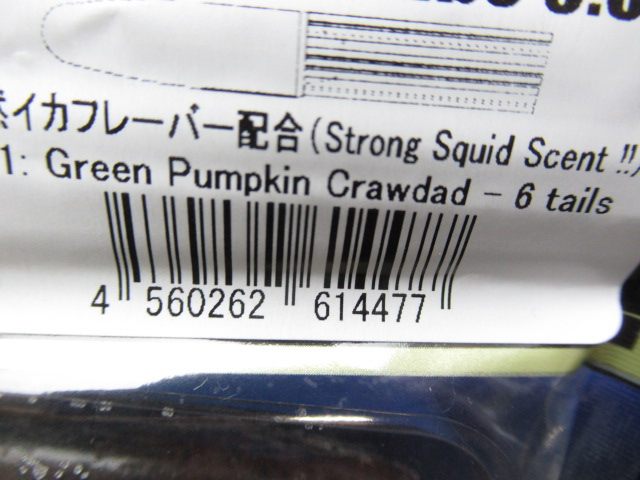 イカフレーバー配合(Strong Squid Scent !!)
1: Green Pumpkin Crawdad - 6 tails
4 560262 614477